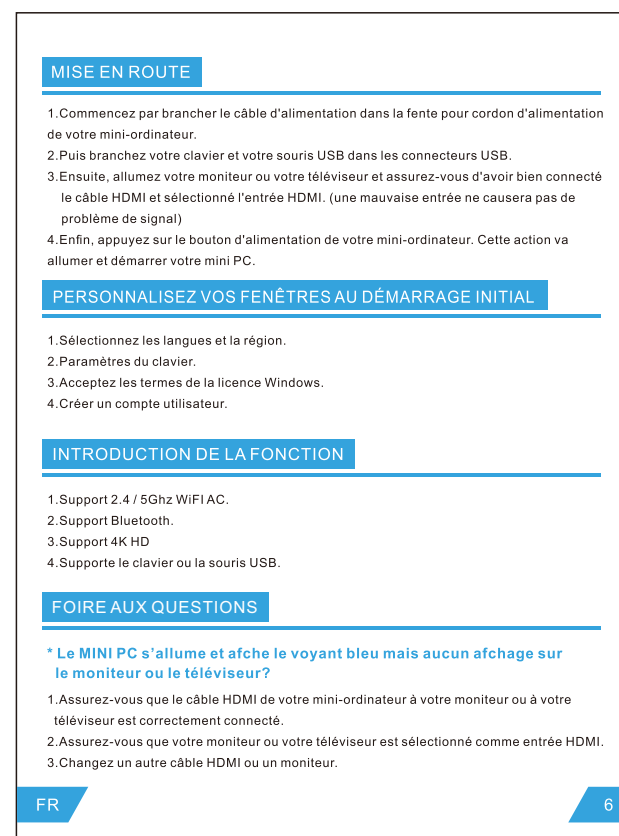 MISE EN ROUTE
1.Commencez par brancher le câble d'alimentation dans la fente pour cordon d'alimentation
de votre mini-ordinateur.
2.Puis branchez votre clavier et votre souris USB dans les connecteurs USB.
3.Ensuite, allumez votre moniteur ou votre téléviseur et assurez-vous d'avoir bien connecté
le câble HDMI et sélectionné l'entrée HDMI. (une mauvaise entrée ne causera pas de
problème de signal)
4.Enfin, appuyez sur le bouton d'alimentation de votre mini-ordinateur. Cette action va
allumer et démarrer votre mini PC.
PERSONNALISEZ VOS FENÊTRES AU DÉMARRAGE INITIAL
1.Sélectionnez les langues et la région.
2.Paramètres du clavier.
3.Acceptez les termes de la licence Windows.
4.Créer un compte utilisateur.
INTRODUCTION DE LA FONCTION
1.Support 2.4 / 5Ghz WiFI AC.
2.Support Bluetooth.
3.Support 4K HD
4.Supporte le clavier ou la souris USB.
FOIRE AUX QUESTIONS
* Le MINI PC s’allume et afche le voyant bleu mais aucun afchage sur
le moniteur ou le téléviseur?
1.Assurez-vous que le câble HDMI de votre mini-ordinateur à votre moniteur ou à votre
téléviseur est correctement connecté.
2.Assurez-vous que votre moniteur ou votre téléviseur est sélectionné comme entrée HDMI.
3.Changez un autre câble HDMI ou un moniteur.
FR
6